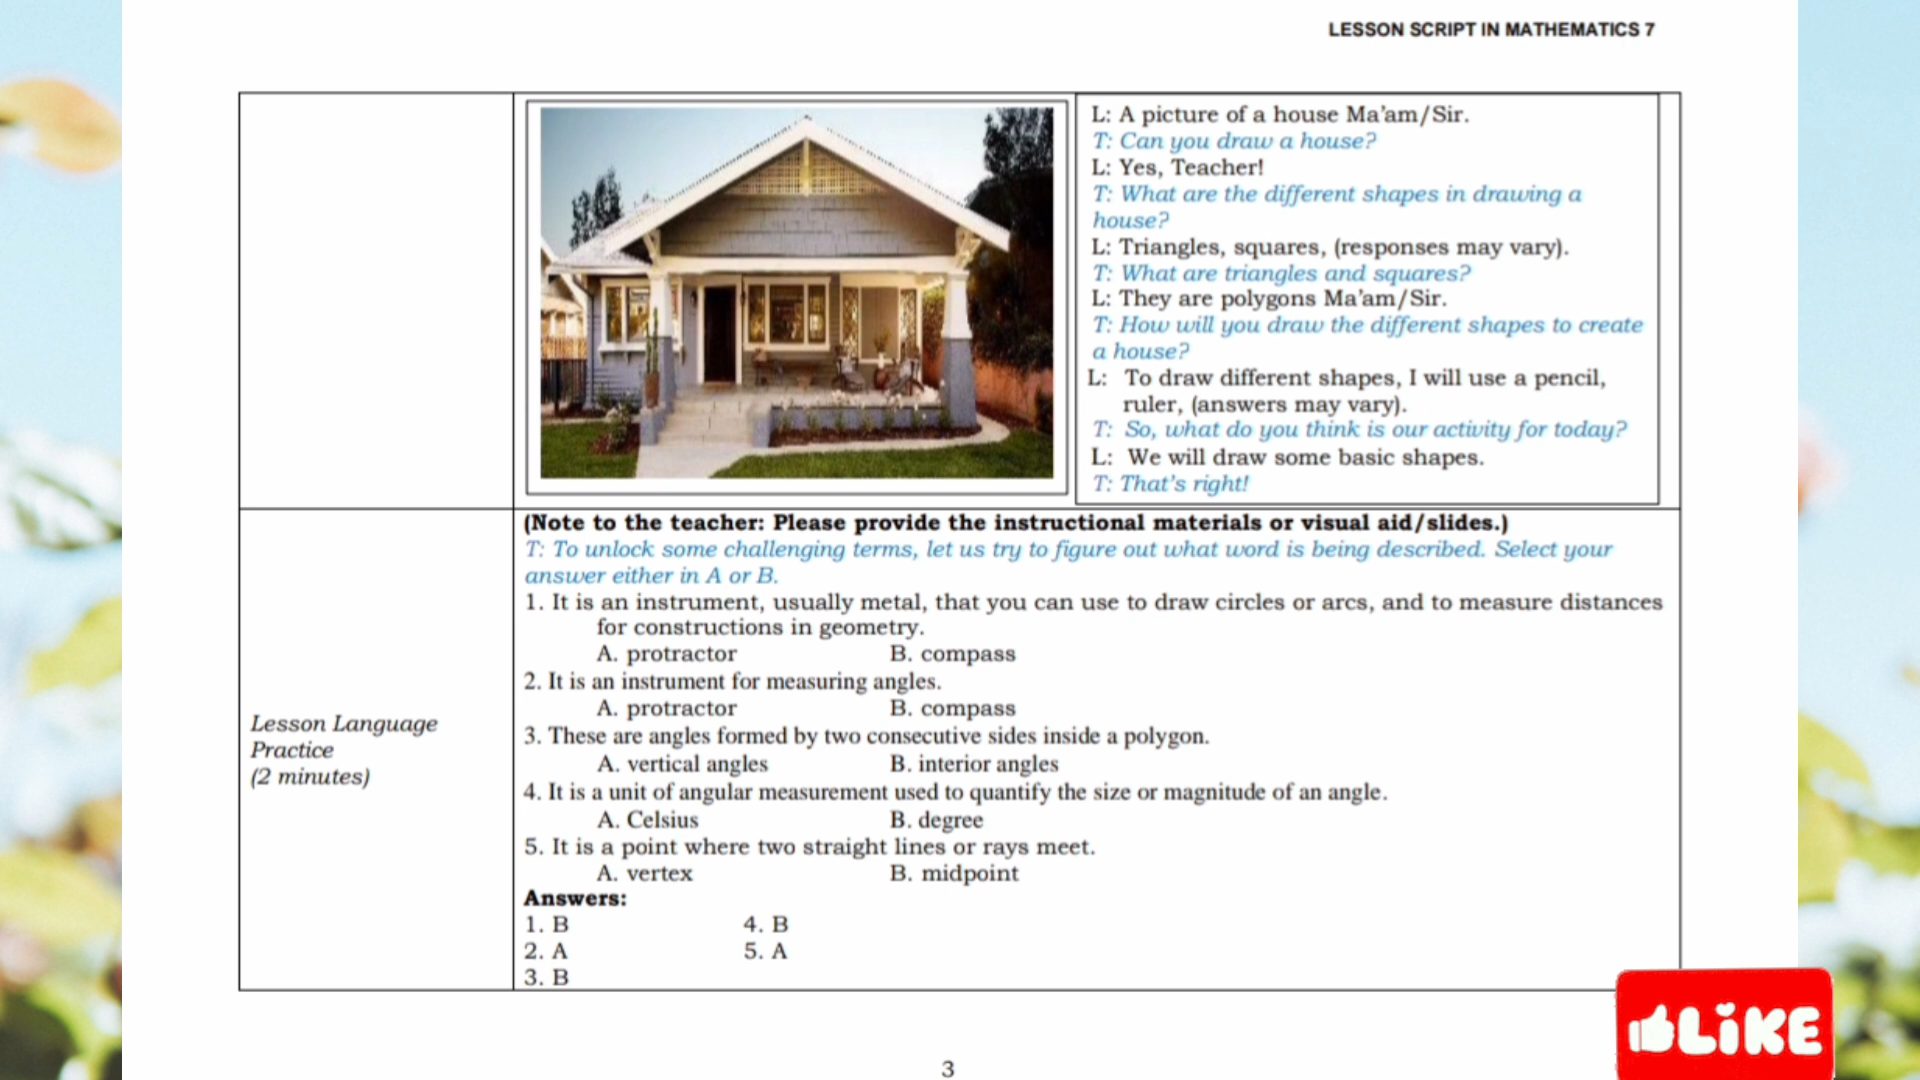 LESSON SCRIPT IN MATHEMATICS 7
L: A picture of a house Ma'am/Sir.
T: Can you draw a house?
L: Yes, Teacher!
T: What are the different shapes in drawing a
house?
L: Triangles, squares, (responses may vary).
T: What are triangles and squares?
L: They are polygons Ma'am/Sir.
T: How will you draw the different shapes to create
a house?
L: To draw different shapes, I will use a pencil,
ruler, (answers may vary).
T: So, what do you think is our activity for today?
L: We will draw some basic shapes.
T: That's right!
Lesson Language
Practice
(2 minutes)
(Note to the teacher: Please provide the instructional materials or visual aid/slides.)
T: To unlock some challenging terms, let us try to figure out what word is being described. Select your
answer either in A or B.
1. It is an instrument, usually metal, that you can use to draw circles or arcs, and to measure distances
for constructions in geometry.
A. protractor B. compass
2. It is an instrument for measuring angles.
A. protractor B. compass
3. These are angles formed by two consecutive sides inside a polygon.
A. vertical angles B. interior angles
4. It is a unit of angular measurement used to quantify the size or magnitude of an angle.
A. Celsius B. degree
5. It is a point where two straight lines or rays meet.
A. vertex B. midpoint
Answers:
1. B 4. B
2. A 5. A
3. B
3
LiKE